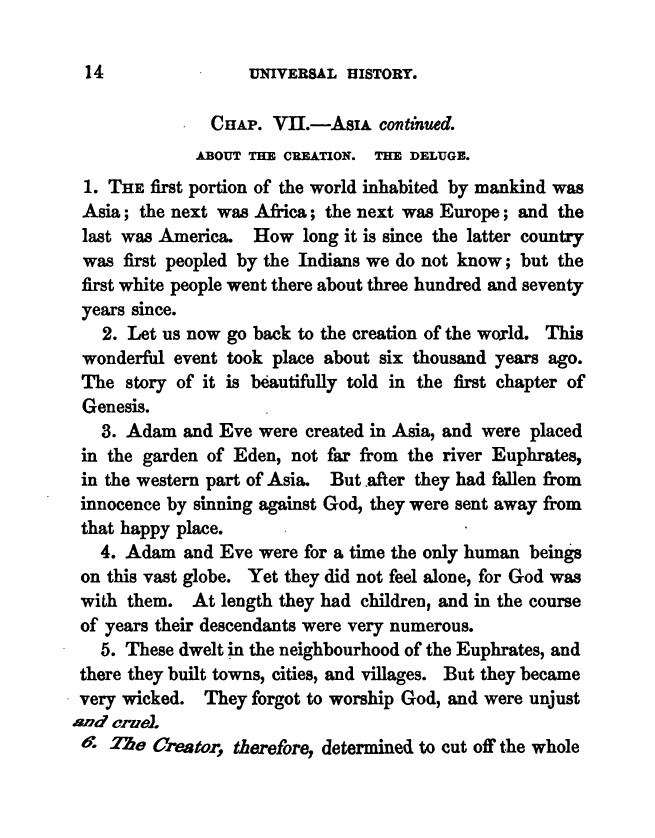 14 UNIVERSAL HISTORY.
CHAP. VII.—ASIA continued.
ABOUT THE CREATION. THE DELUGE.
1. THE first portion of the world inhabited by mankind was
Asia; the next was Africa; the next was Europe; and the
last was America. How long it is since the latter country
was first peopled by the Indians we do not know; but the
first white people went there about three hundred and seventy
years since.
2. Let us now go back to the creation of the world. This
wonderful event took place about six thousand years ago.
The story of it is beautifully told in the first chapter of
Genesis.
3. Adam and Eve were created in Asia, and were placed
in the garden of Eden, not far from the river Euphrates,
in the western part of Asia. But after they had fallen from
innocence by sinning against God, they were sent away from
that happy place.
4. Adam and Eve were for a time the only human beings
on this vast globe. Yet they did not feel alone, for God was
with them. At length they had children, and in the course
of years their descendants were very numerous.
5. These dwelt in the neighbourhood of the Euphrates, and
there they built towns, cities, and villages. But they became
very wicked. They forgot to worship God, and were unjust
and cruel.
6. The Creator, therefore, determined to cut off the whole